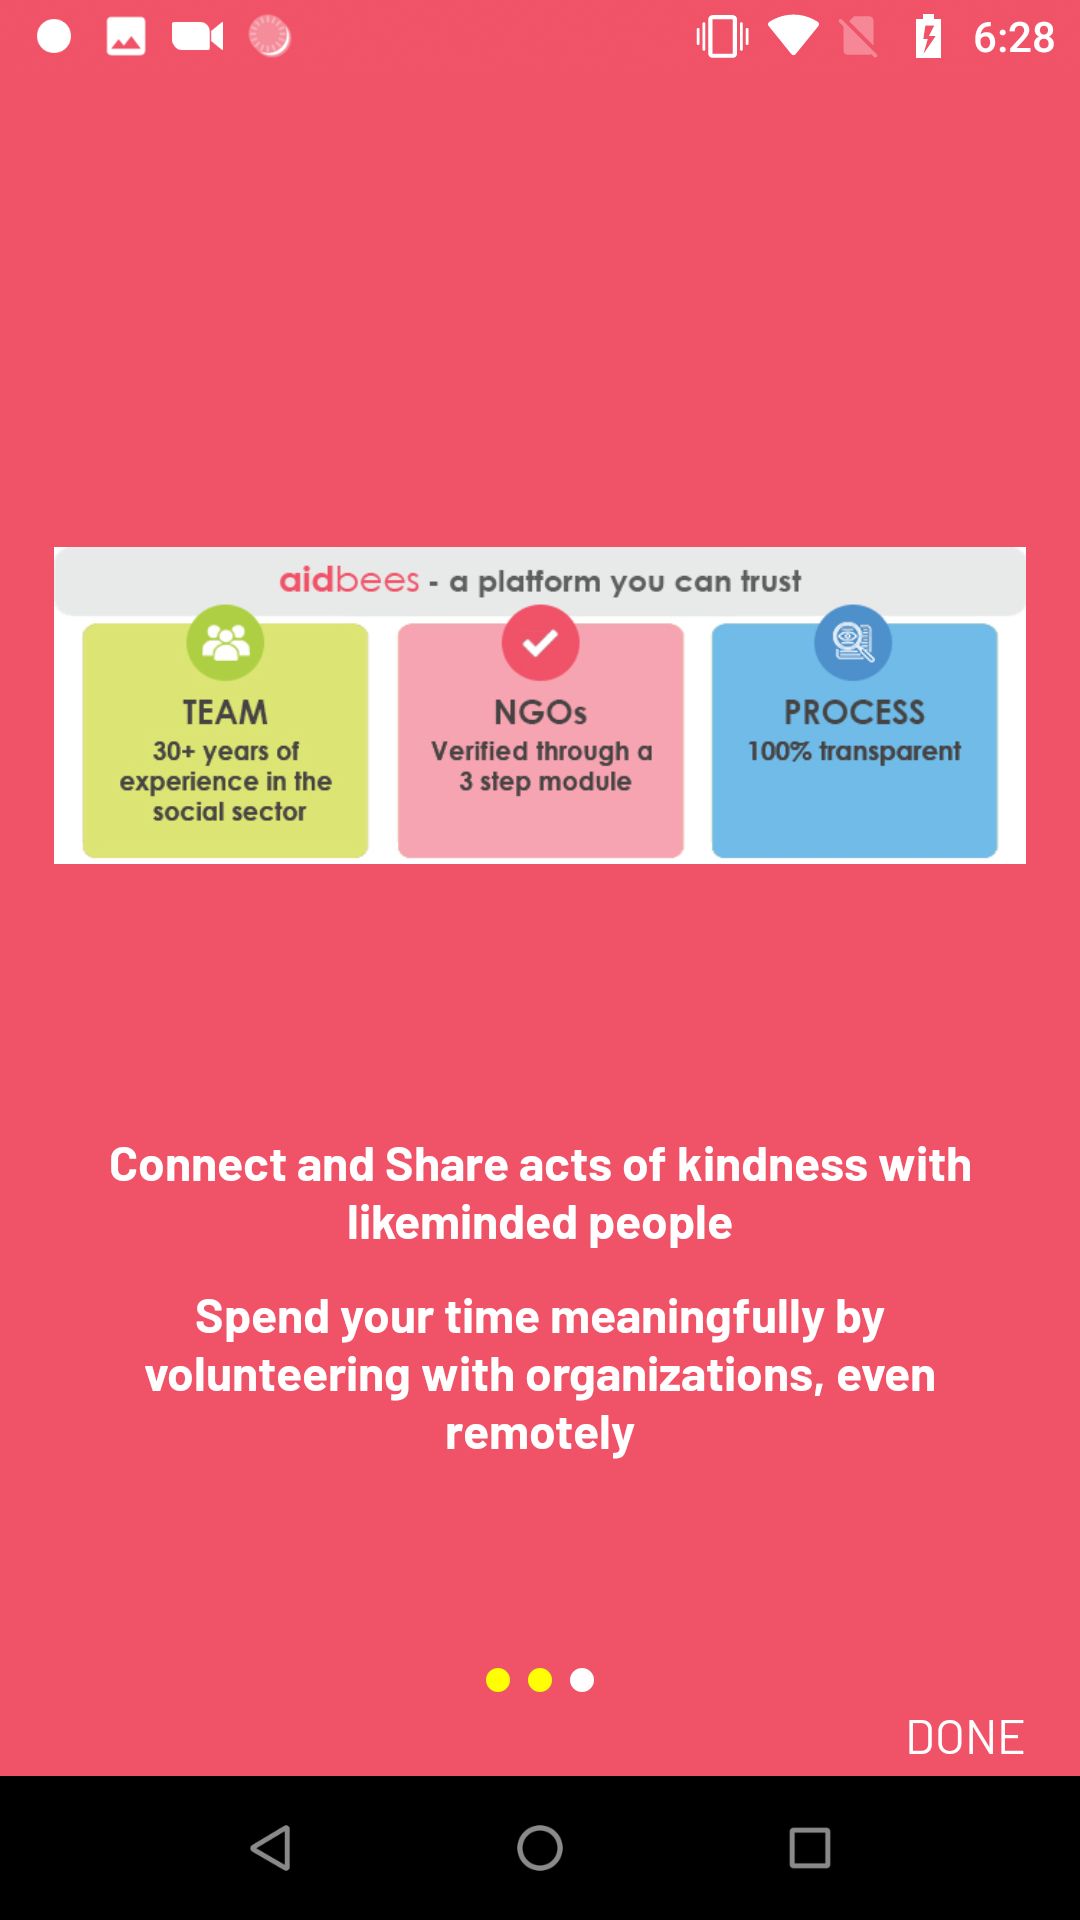 6:28
aidbees - a platform you can trust
TEAM
30+ years of
experience in the
social sector
NGOs
Verified through a
3 step module
PROCESS
100% transparent
Connect and Share acts of kindness with
likeminded people
Spend your time meaningfully by
volunteering with organizations, even
remotely
DONE